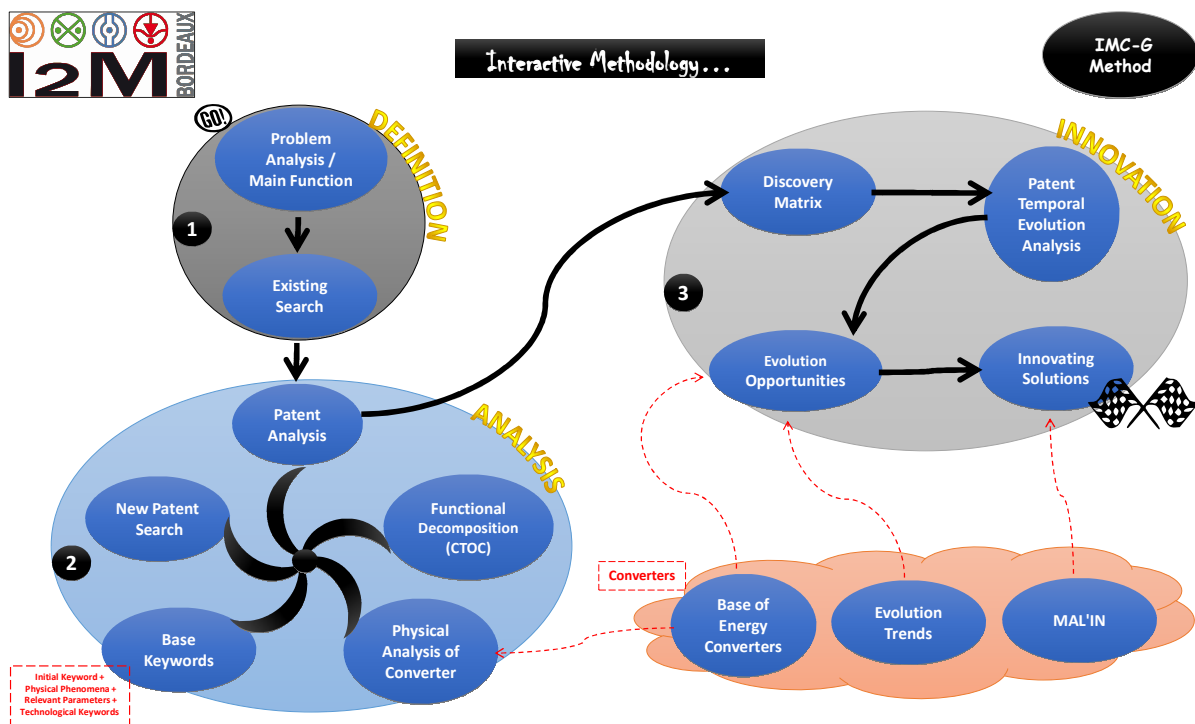 I2M
BORDEAUX
Interactive Methodology...
IMC-G
Method
GO!
DEFINITION
Problem
Analysis /
Main Function
1
Existing
Search
INNOVATION
Discovery
Matrix
Patent
Temporal
Evolution
Analysis
3
Evolution
Opportunities
Innovating
Solutions
ANALYSIS
Patent
Analysis
New Patent
Search
Functional
Decomposition
(CTOC)
2
Base
Keywords
Physical
Analysis of
Converter
Initial Keyword +
Physical Phenomena +
Relevant Parameters +
Technological Keywords
Converters
Base of
Energy
Converters
Evolution
Trends
MAL'IN